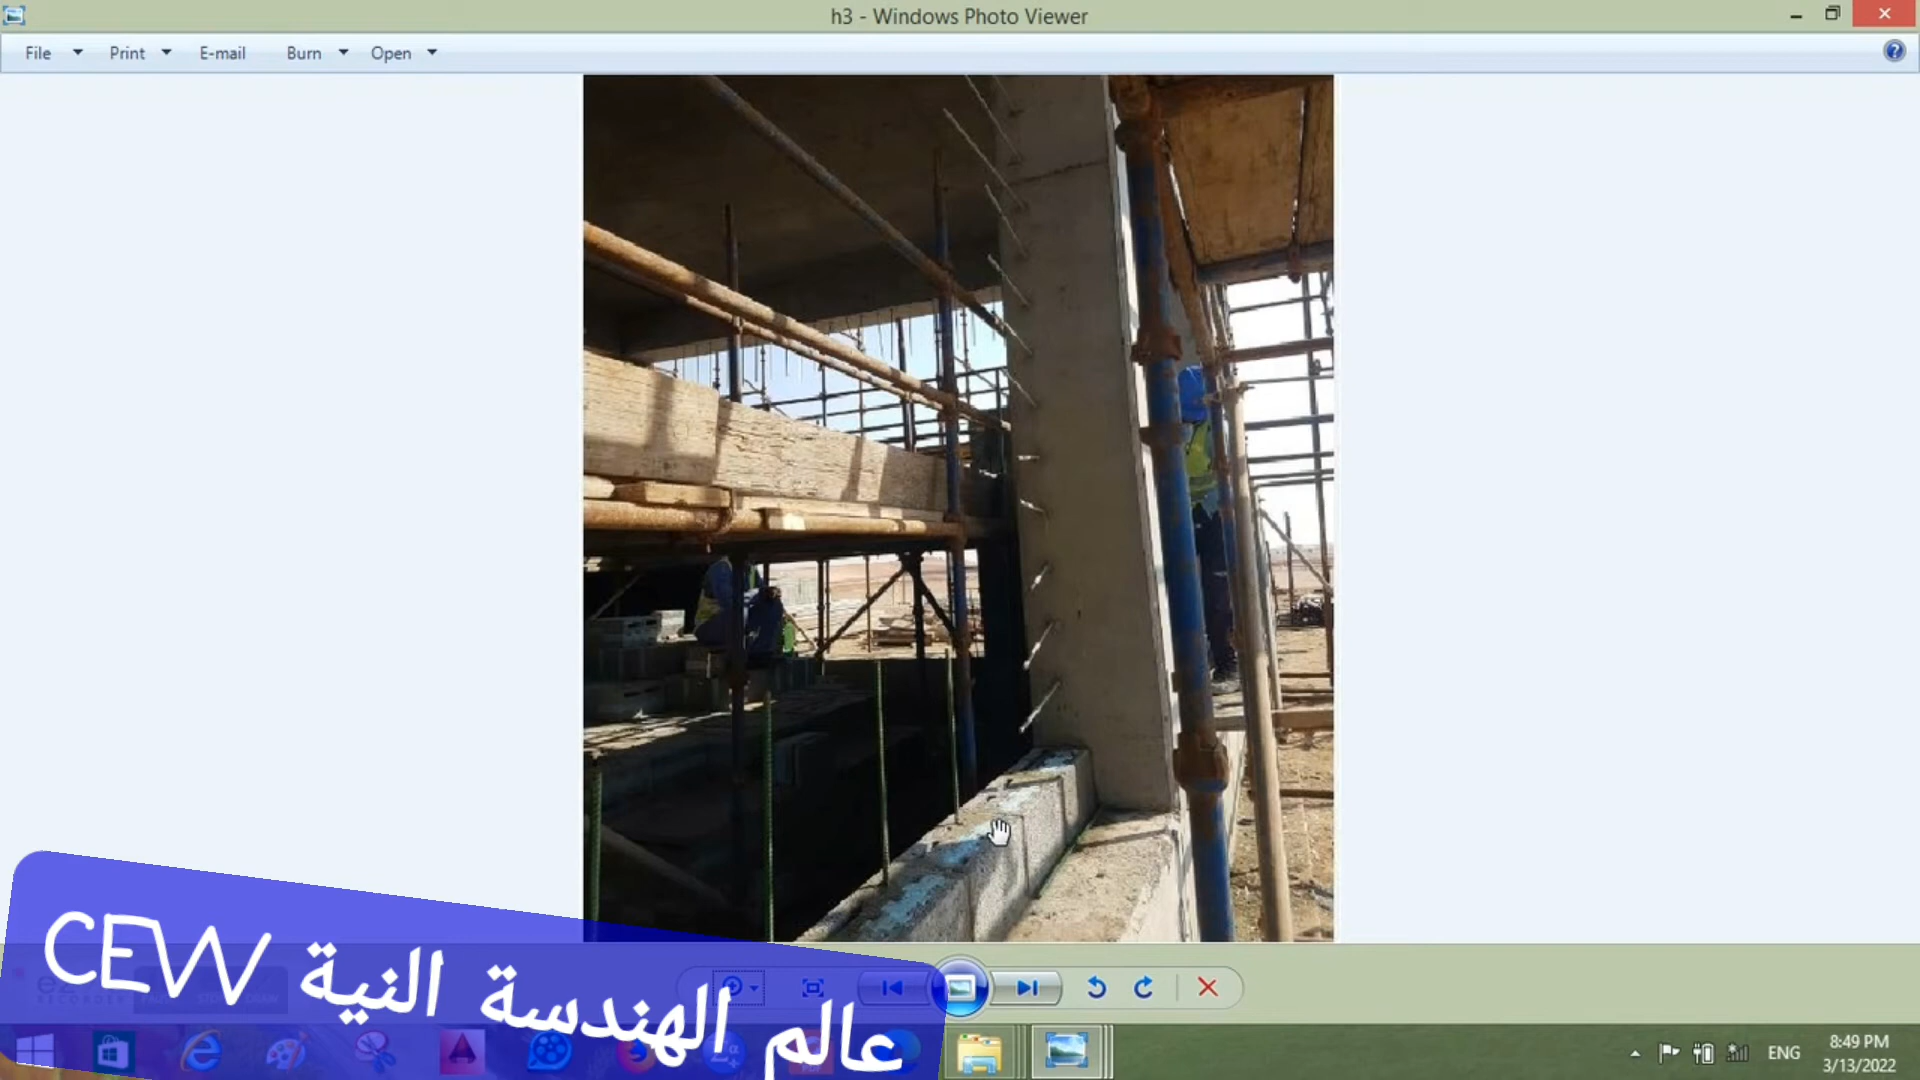 h3 - Windows Photo Viewer
File Print E-mail Burn Open
CEW عالم الهندسة النية
ENG
8:49 PM
3/13/2022